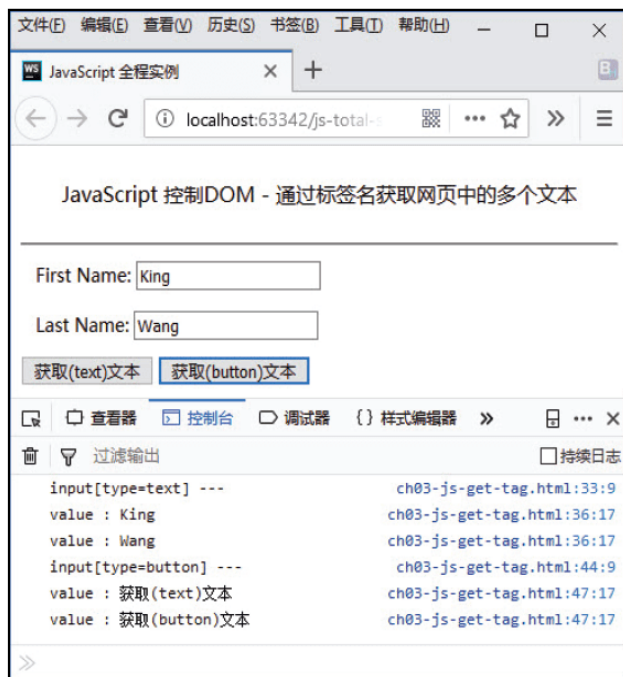 文件(F) 编辑(E) 查看(V) 历史(S) 书签(B) 工具(T) 帮助(H)
WS JavaScript 全程实例
localhost:63342/js-total-
JavaScript 控制DOM - 通过标签名获取网页中的多个文本
First Name: King
Last Name: Wang
获取(text)文本 获取(button)文本
查看器 控制台 调试器 {} 样式编辑器
过滤输出 持续日志
input[type=text] --- ch03-js-get-tag.html:33:9
value : King ch03-js-get-tag.html:36:17
value : Wang ch03-js-get-tag.html:36:17
input[type=button] --- ch03-js-get-tag.html:44:9
value : 获取(text)文本 ch03-js-get-tag.html:47:17
value : 获取(button)文本 ch03-js-get-tag.html:47:17